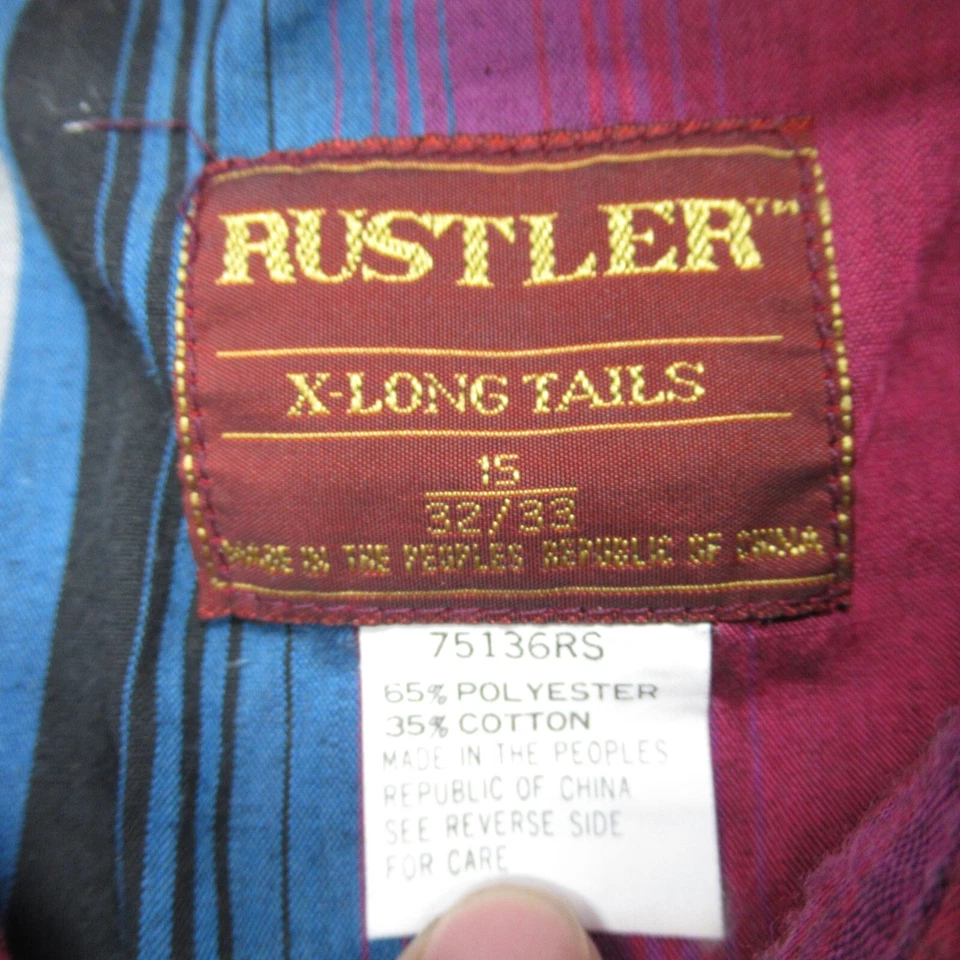 RUSTLER™
X-LONG TAILS
15
32/33
MADE IN THE PEOPLES REPUBLIC OF CHINA
75136RS
65% POLYESTER
35% COTTON
MADE IN THE PEOPLES
REPUBLIC OF CHINA
SEE REVERSE SIDE
FOR CARE